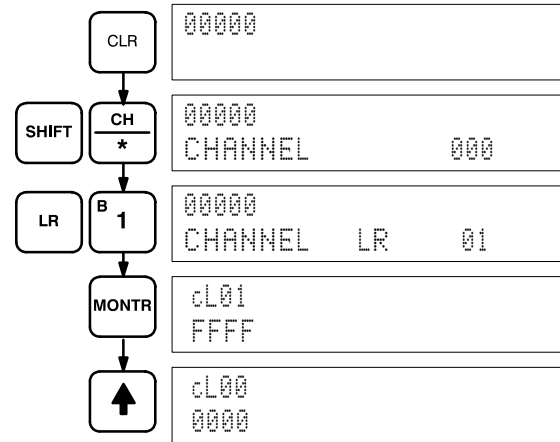 CLR
00000
SHIFT
CH
*
00000
CHANNEL 000
LR
B
1
00000
CHANNEL LR 01
MONTR
cL01
FFFF
cL00
0000